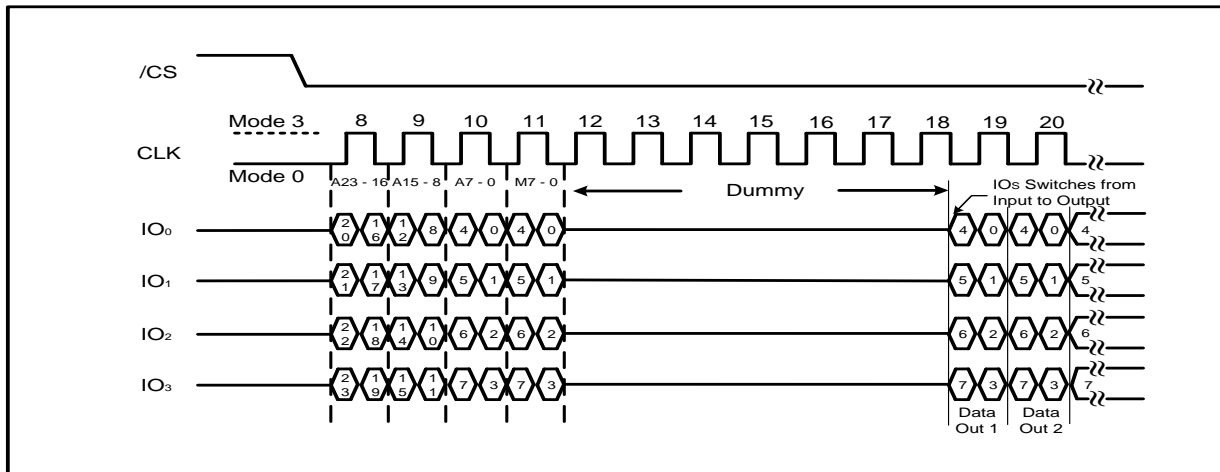 /CS
Mode 3
8 9 10 11 12 13 14 15 16 17 18 19 20
CLK
Mode 0
A23 - 16 A15 - 8 A7 - 0 M7 - 0
Dummy
IOs Switches from
Input to Output
IO₀ 20 16 12 8 4 0 4 0 4 0 4 0 4
IO₁ 21 17 13 9 5 1 5 1 5 1 5 1 5
IO₂ 22 18 14 10 6 2 6 2 6 2 6 2 6
IO₃ 23 19 15 11 7 3 7 3 7 3 7 3 7
Data Data
Out 1 Out 2